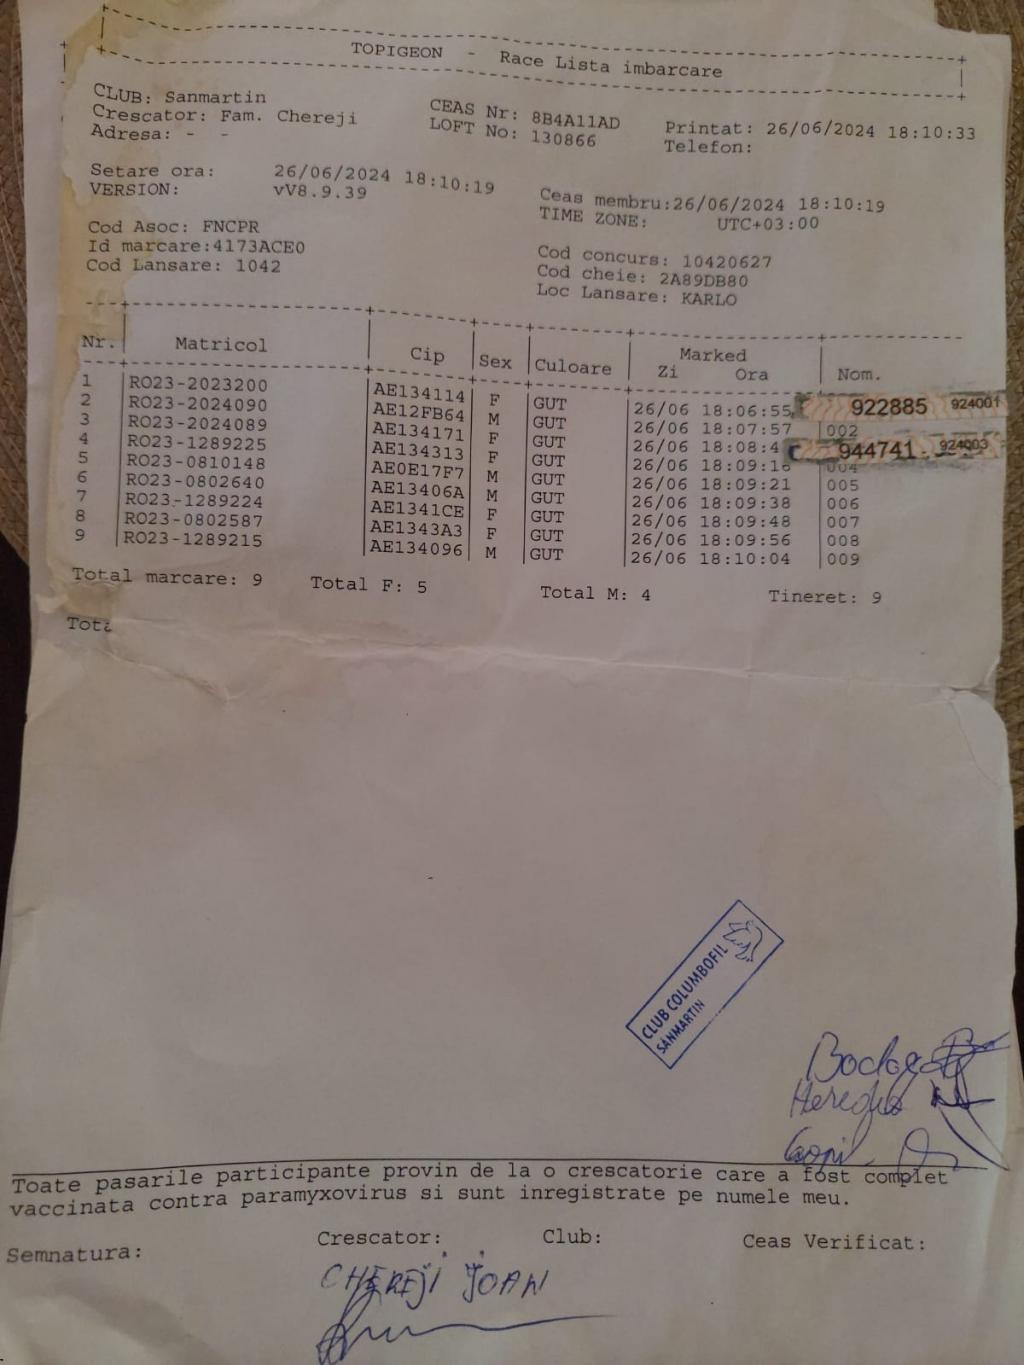 TOPIGEON - Race Lista imbarcare
CLUB: Sanmartin
Crescator: Fam. Chereji CEAS Nr: 8B4A11AD Printat: 26/06/2024 18:10:33
Adresa: - - LOFT No: 130866 Telefon:
Setare ora: 26/06/2024 18:10:19 Ceas membru:26/06/2024 18:10:19
VERSION: vV8.9.39 TIME ZONE: UTC+03:00
Cod Asoc: FNCPR Cod concurs: 10420627
Id marcare:4173ACE0 Cod cheie: 2A89DB80
Cod Lansare: 1042 Loc Lansare: KARLO
Nr. Matricol Cip Sex Culoare Marked Zi Ora Nom.
1 RO23-2023200 AE134114 F GUT 26/06 18:06:55 922885 924001
2 RO23-2024090 AE12FB64 M GUT 26/06 18:07:57 002
3 RO23-2024089 AE134171 F GUT 26/06 18:08:4 944741 924003
4 RO23-1289225 AE134313 F GUT 26/06 18:09:16 004
5 RO23-0810148 AE0E17F7 M GUT 26/06 18:09:21 005
6 RO23-0802640 AE13406A M GUT 26/06 18:09:38 006
7 RO23-1289224 AE1341CE F GUT 26/06 18:09:48 007
8 RO23-0802587 AE1343A3 F GUT 26/06 18:09:56 008
9 RO23-1289215 AE134096 M GUT 26/06 18:10:04 009
Total marcare: 9 Total F: 5 Total M: 4 Tineret: 9
CLUB COLUMBOFIL
SANMARTIN
Toate pasarile participante provin de la o crescatorie care a fost complet
vaccinata contra paramyxovirus si sunt inregistrate pe numele meu.
Semnatura: Crescator: Club: Ceas Verificat:
CHEREJI IOAN